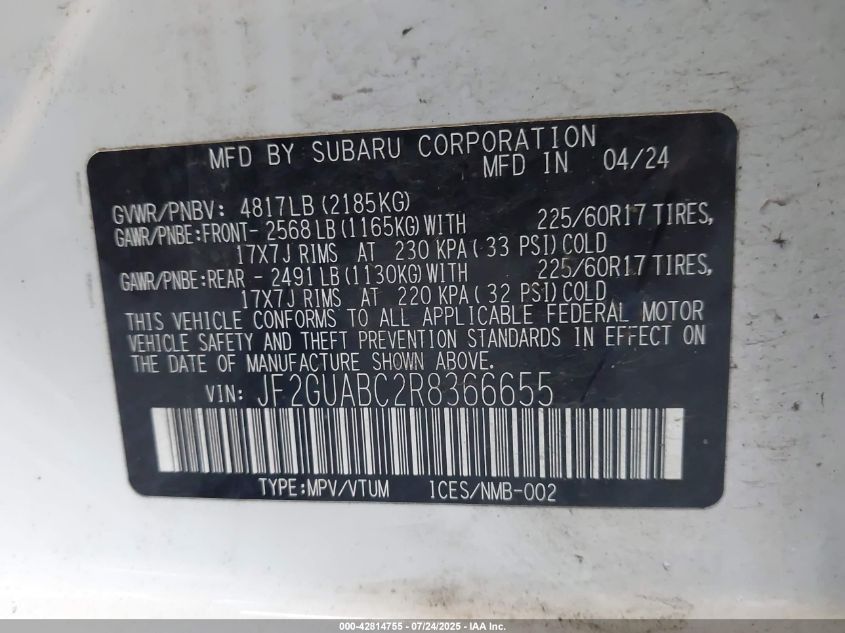 MFD BY SUBARU CORPORATION
MFD IN 04/24
GVWR/PNBV: 4817LB (2185KG)
GAWR/PNBE:FRONT- 2568 LB (1165KG) WITH 225/60R17 TIRES,
17X7J RIMS AT 230 KPA ( 33 PSI) COLD
GAWR/PNBE:REAR - 2491 LB (1130KG) WITH 225/60R17 TIRES,
17X7J RIMS AT 220 KPA ( 32 PSI) COLD
THIS VEHICLE CONFORMS TO ALL APPLICABLE FEDERAL MOTOR
VEHICLE SAFETY AND THEFT PREVENTION STANDARDS IN EFFECT ON
THE DATE OF MANUFACTURE SHOWN ABOVE.
VIN: JF2GUABC2R8366655
TYPE:MPV/VTUM ICES/NMB-002
000-42814755 - 07/24/2025 - IAA Inc.